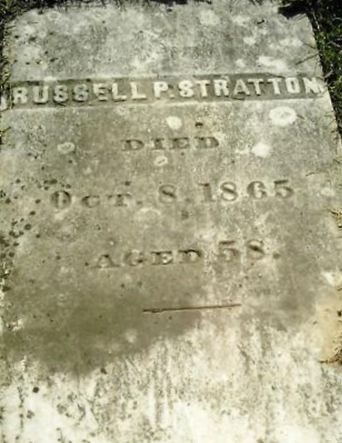 RUSSELL P. STRATTON
DIED
OCT. 8, 1865
AGED 58.